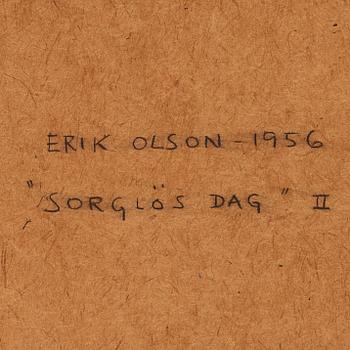 ERIK OLSON - 1956
"SORGLÖS DAG" II